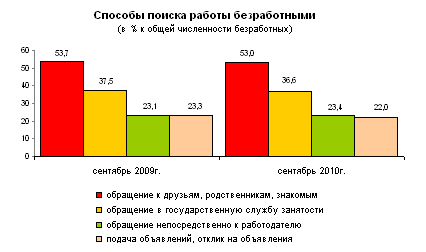 Способы поиска работы безработными
(в % к общей численности безработных)
60
50
40
30
20
10
0
53,7
37,5
23,1
23,3
53,0
36,6
23,4
22,0
сентябрь 2009г.
сентябрь 2010г.
обращение к друзьям, родственникам, знакомым
обращение в государственную службу занятости
обращение непосредственно к работодателю
подача объявлений, отклик на объявления